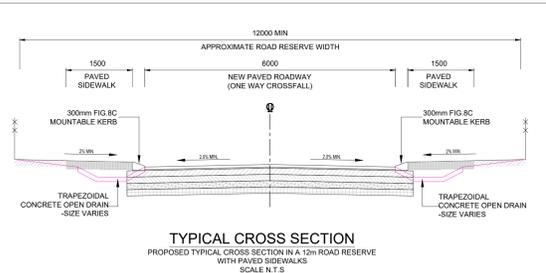 12000 MIN
APPROXIMATE ROAD RESERVE WIDTH
1500
PAVED
SIDEWALK
6000
NEW PAVED ROADWAY
(ONE WAY CROSSFALL)
1500
PAVED
SIDEWALK
300mm FIG.8C
MOUNTABLE KERB
300mm FIG.8C
MOUNTABLE KERB
2% MIN.
2.0% MIN.
2.0% MIN.
2% MIN.
TRAPEZOIDAL
CONCRETE OPEN DRAIN
-SIZE VARIES
TRAPEZOIDAL
CONCRETE OPEN DRAIN
-SIZE VARIES
TYPICAL CROSS SECTION
PROPOSED TYPICAL CROSS SECTION IN A 12m ROAD RESERVE
WITH PAVED SIDEWALKS
SCALE N.T.S